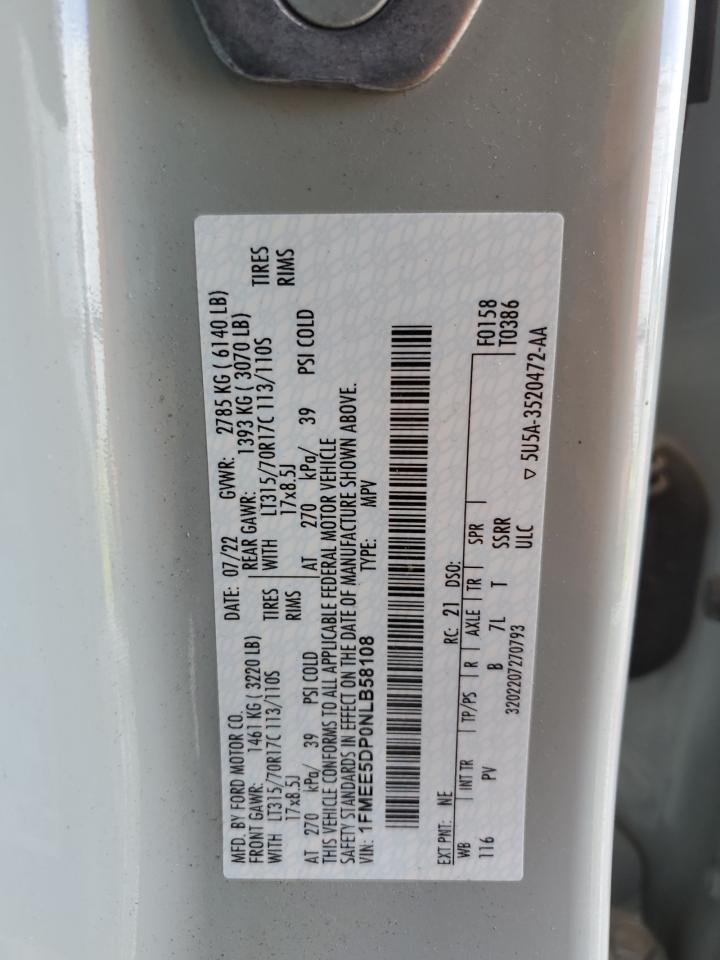 MFD. BY FORD MOTOR CO. DATE: 07/22 GVWR: 2785 KG ( 6140 LB)
FRONT GAWR: 1461 KG ( 3220 LB) REAR GAWR: 1393 KG ( 3070 LB)
WITH LT315/70R17C 113/110S TIRES WITH LT315/70R17C 113/110S TIRES
17x8.5J RIMS 17x8.5J RIMS
AT 270 kPa/ 39 PSI COLD AT 270 kPa/ 39 PSI COLD
THIS VEHICLE CONFORMS TO ALL APPLICABLE FEDERAL MOTOR VEHICLE
SAFETY STANDARDS IN EFFECT ON THE DATE OF MANUFACTURE SHOWN ABOVE.
VIN: 1FMEE5DP0NLB58108 TYPE: MPV
EXT PNT: NE RC: 21 DSO: F0158
WB INT TR TP/PS R AXLE TR SPR T0386
116 PV B 7L T SSRR
3202207270793 ULC ▽ 5U5A-3520472-AA